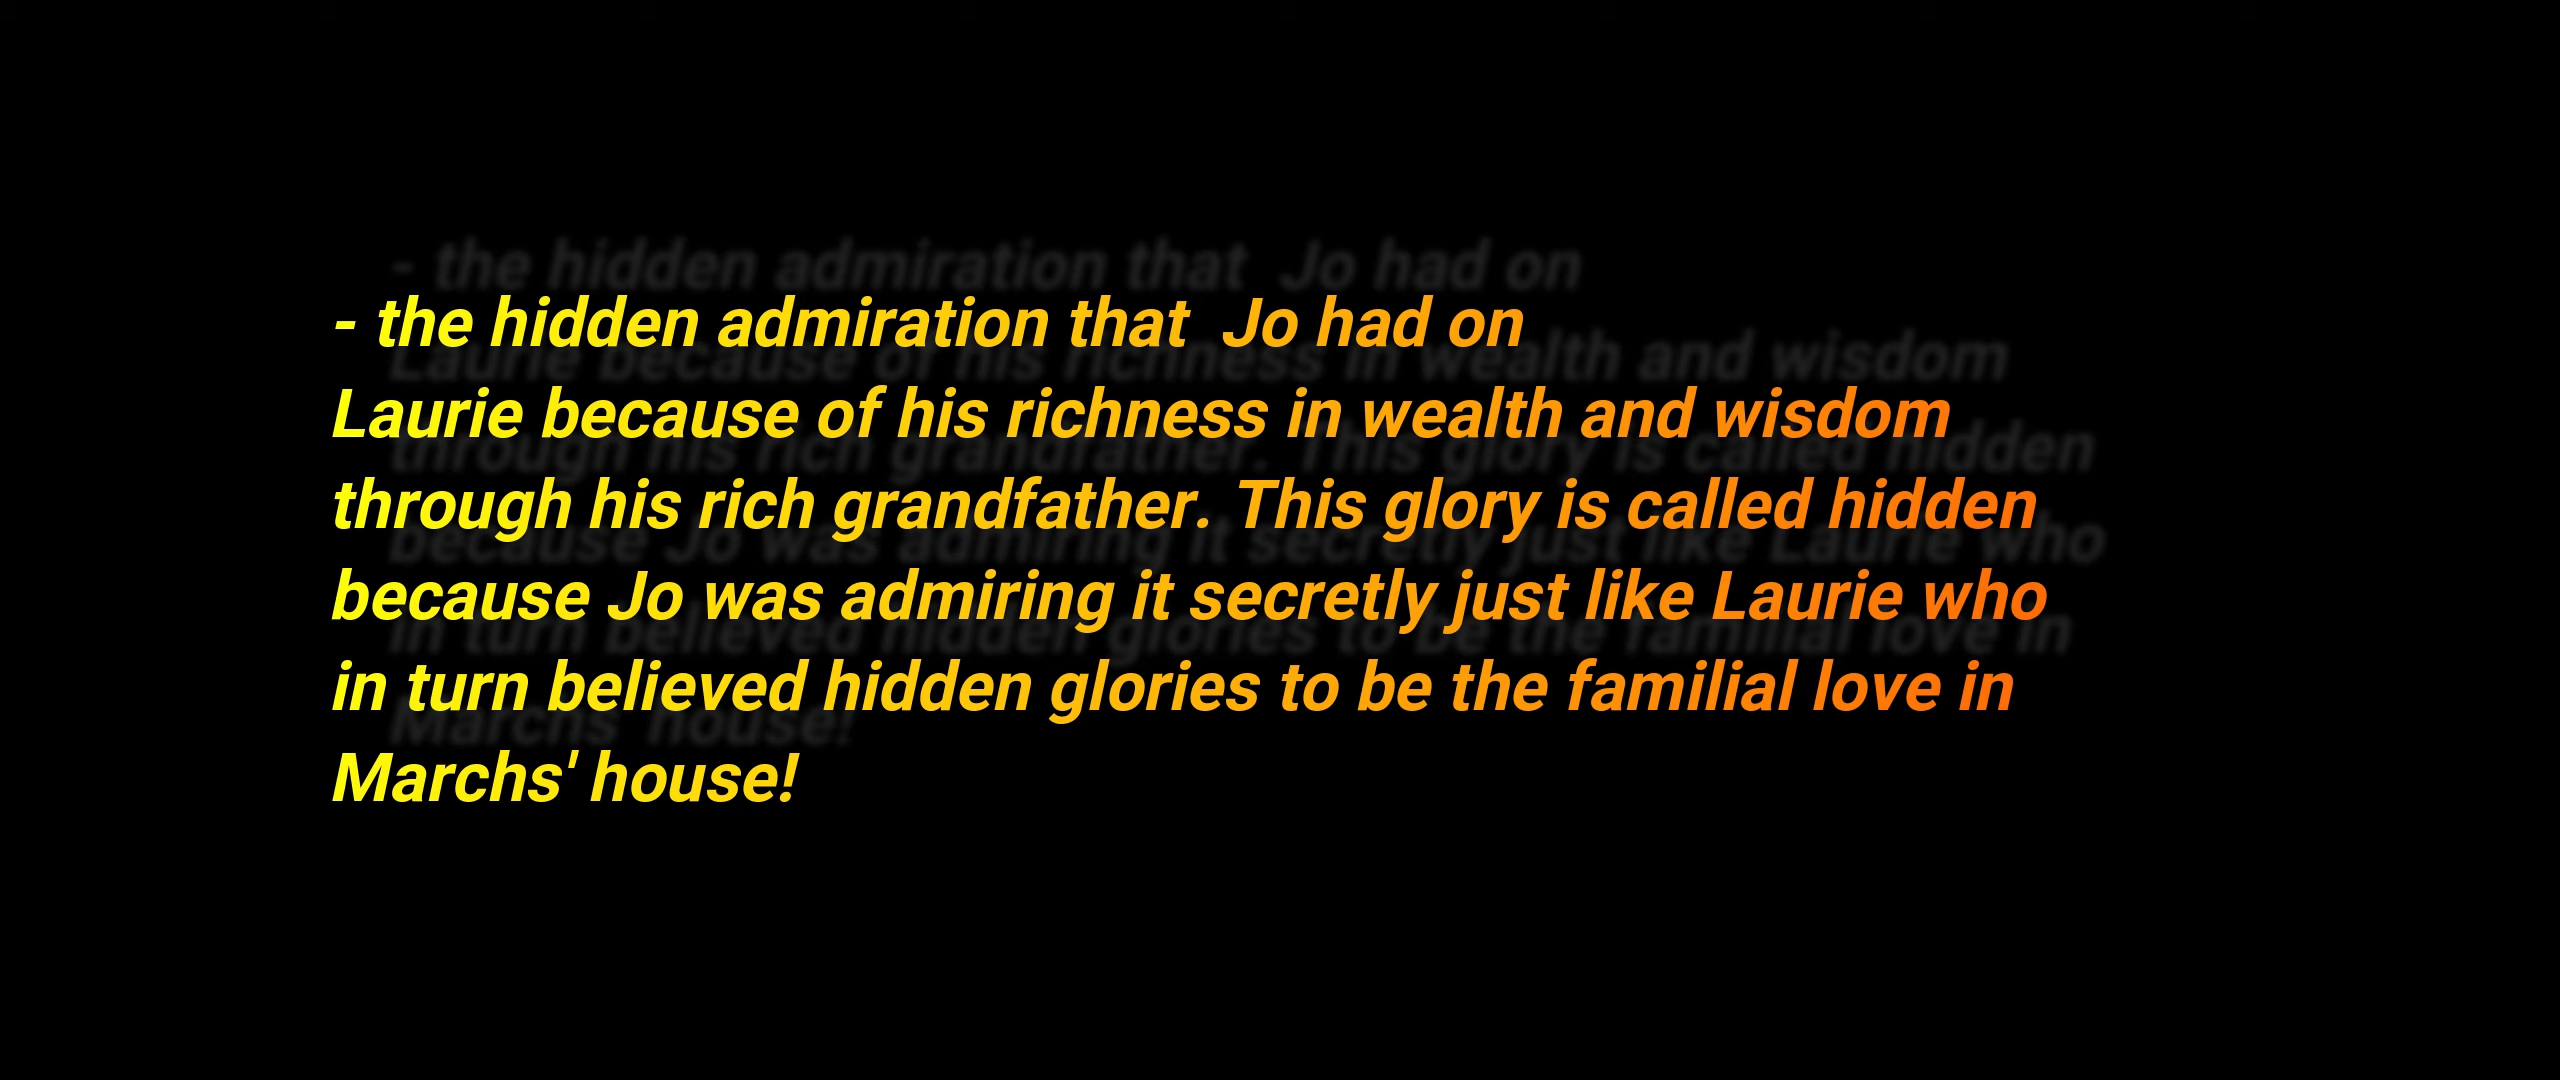 - the hidden admiration that  Jo had on
Laurie because of his richness in wealth and wisdom
through his rich grandfather. This glory is called hidden
because Jo was admiring it secretly just like Laurie who
in turn believed hidden glories to be the familial love in
Marchs' house!